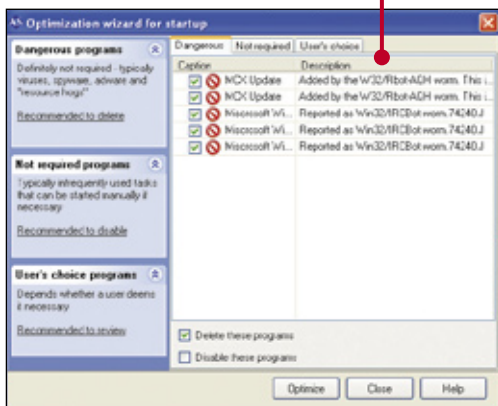 Optimization wizard for startup
Dangerous programs
Definitely not required - typically
viruses, spyware, adware and
"resource hogs"
Recommended to delete
Not required programs
Typically infrequently used tasks
that can be started manually if
necessary
Recommended to disable
User's choice programs
Depends whether a user deems
it necessary
Recommended to review
Dangerous Not required User's choice
Caption Description
MCX Update Added by the W32/Rbot-AGH worm. This i...
MCX Update Added by the W32/Rbot-AGH worm. This i...
Reported as Win32/IRCBot.worm.74240.J
Reported as Win32/IRCBot.worm.74240.J
Reported as Win32/IRCBot.worm.74240.J
Delete these programs
Disable these programs
Optimize Close Help